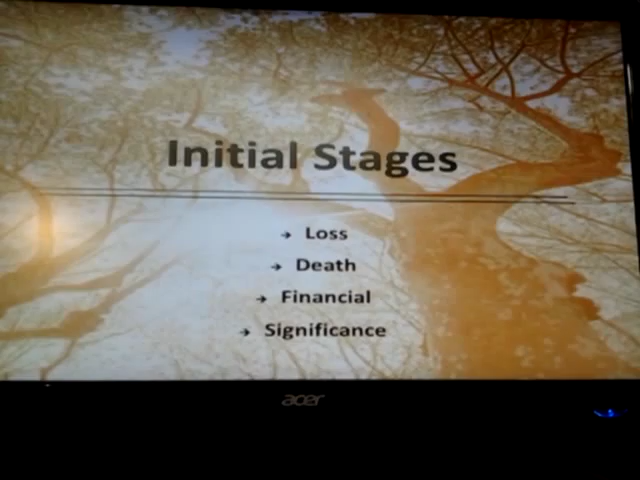 Initial Stages
➔ Loss
➔ Death
➔ Financial
➔ Significance
acer